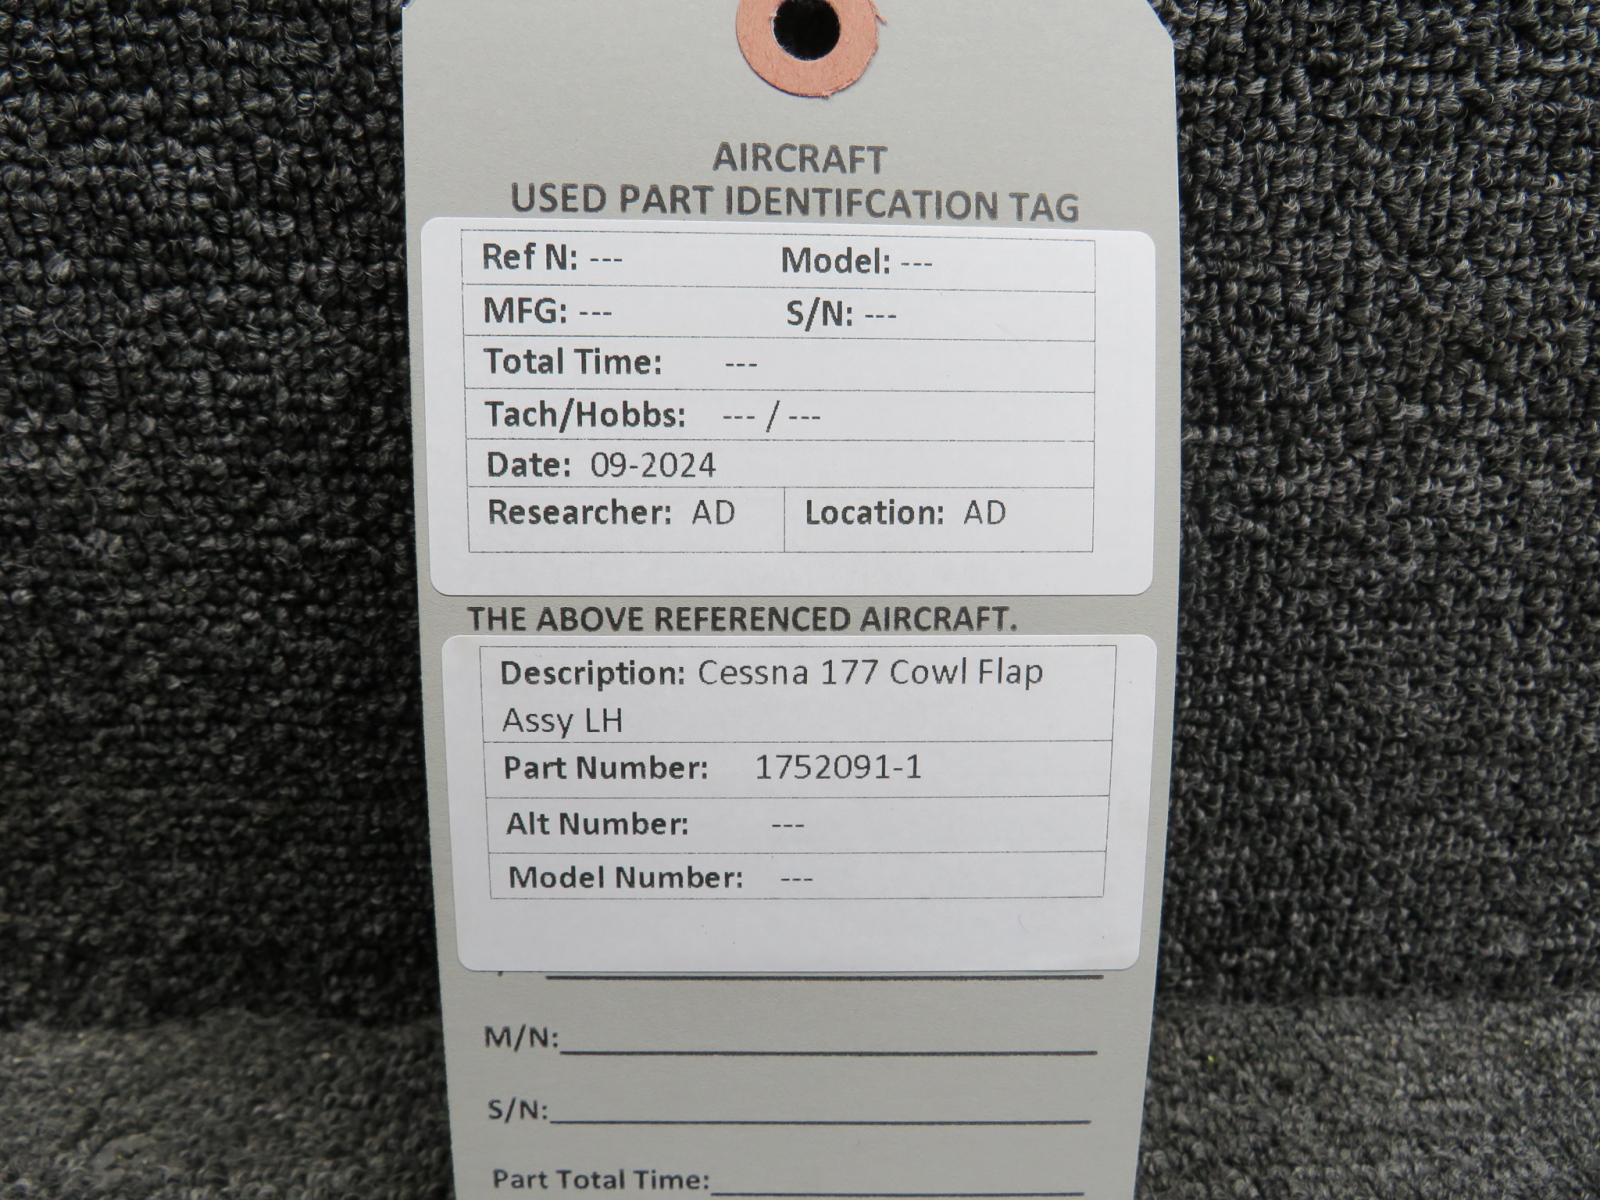 AIRCRAFT
USED PART IDENTIFCATION TAG
Ref N: --- Model: ---
MFG: --- S/N: ---
Total Time: ---
Tach/Hobbs: --- / ---
Date: 09-2024
Researcher: AD Location: AD
THE ABOVE REFERENCED AIRCRAFT.
Description: Cessna 177 Cowl Flap
Assy LH
Part Number: 1752091-1
Alt Number: ---
Model Number: ---
M/N:
S/N:
Part Total Time: